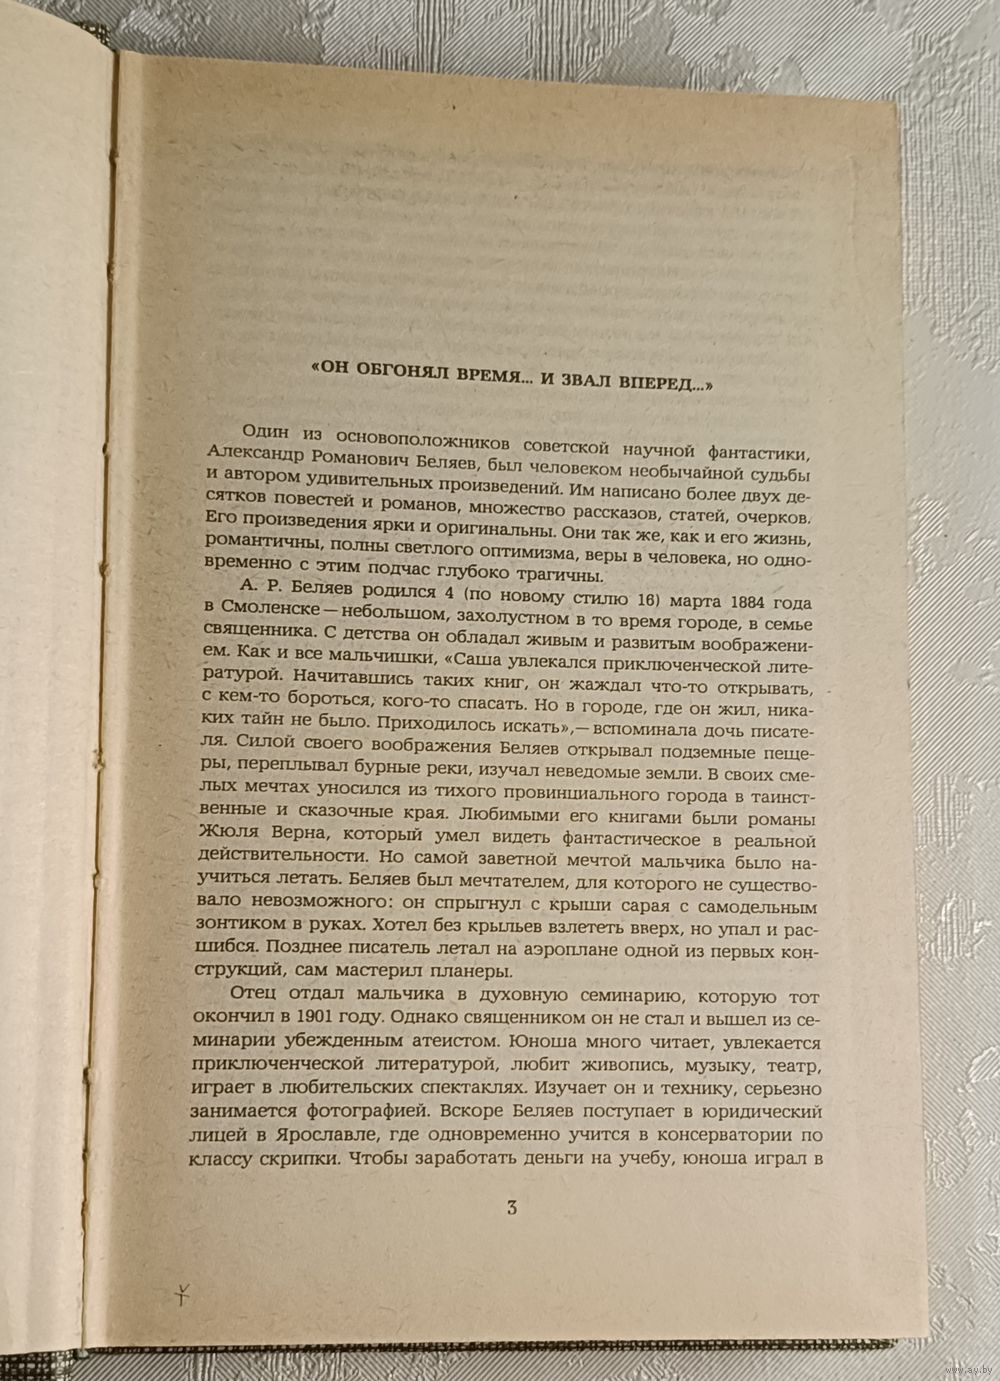 «ОН ОБГОНЯЛ ВРЕМЯ... И ЗВАЛ ВПЕРЕД...»
Один из основоположников советской научной фантастики,
Александр Романович Беляев, был человеком необычайной судьбы
и автором удивительных произведений. Им написано более двух де-
сятков повестей и романов, множество рассказов, статей, очерков.
Его произведения ярки и оригинальны. Они так же, как и его жизнь,
романтичны, полны светлого оптимизма, веры в человека, но одно-
временно с этим подчас глубоко трагичны.
А. Р. Беляев родился 4 (по новому стилю 16) марта 1884 года
в Смоленске — небольшом, захолустном в то время городе, в семье
священника. С детства он обладал живым и развитым воображени-
ем. Как и все мальчишки, «Саша увлекался приключенческой лите-
ратурой. Начитавшись таких книг, он жаждал что-то открывать,
с кем-то бороться, кого-то спасать. Но в городе, где он жил, ника-
ких тайн не было. Приходилось искать»,— вспоминала дочь писате-
ля. Силой своего воображения Беляев открывал подземные пеще-
ры, переплывал бурные реки, изучал неведомые земли. В своих сме-
лых мечтах уносился из тихого провинциального города в таинст-
венные и сказочные края. Любимыми его книгами были романы
Жюля Верна, который умел видеть фантастическое в реальной
действительности. Но самой заветной мечтой мальчика было на-
учиться летать. Беляев был мечтателем, для которого не существо-
вало невозможного: он спрыгнул с крыши сарая с самодельным
зонтиком в руках. Хотел без крыльев взлететь вверх, но упал и рас-
шибся. Позднее писатель летал на аэроплане одной из первых кон-
струкций, сам мастерил планеры.
Отец отдал мальчика в духовную семинарию, которую тот
окончил в 1901 году. Однако священником он не стал и вышел из се-
минарии убежденным атеистом. Юноша много читает, увлекается
приключенческой литературой, любит живопись, музыку, театр,
играет в любительских спектаклях. Изучает он и технику, серьезно
занимается фотографией. Вскоре Беляев поступает в юридический
лицей в Ярославле, где одновременно учится в консерватории по
классу скрипки. Чтобы заработать деньги на учебу, юноша играл в
3
www.ay.by